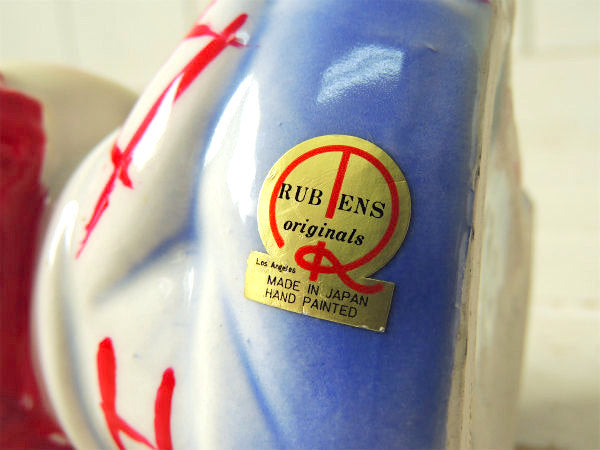 RUBENS
originals
Los Angeles
MADE IN JAPAN
HAND PAINTED